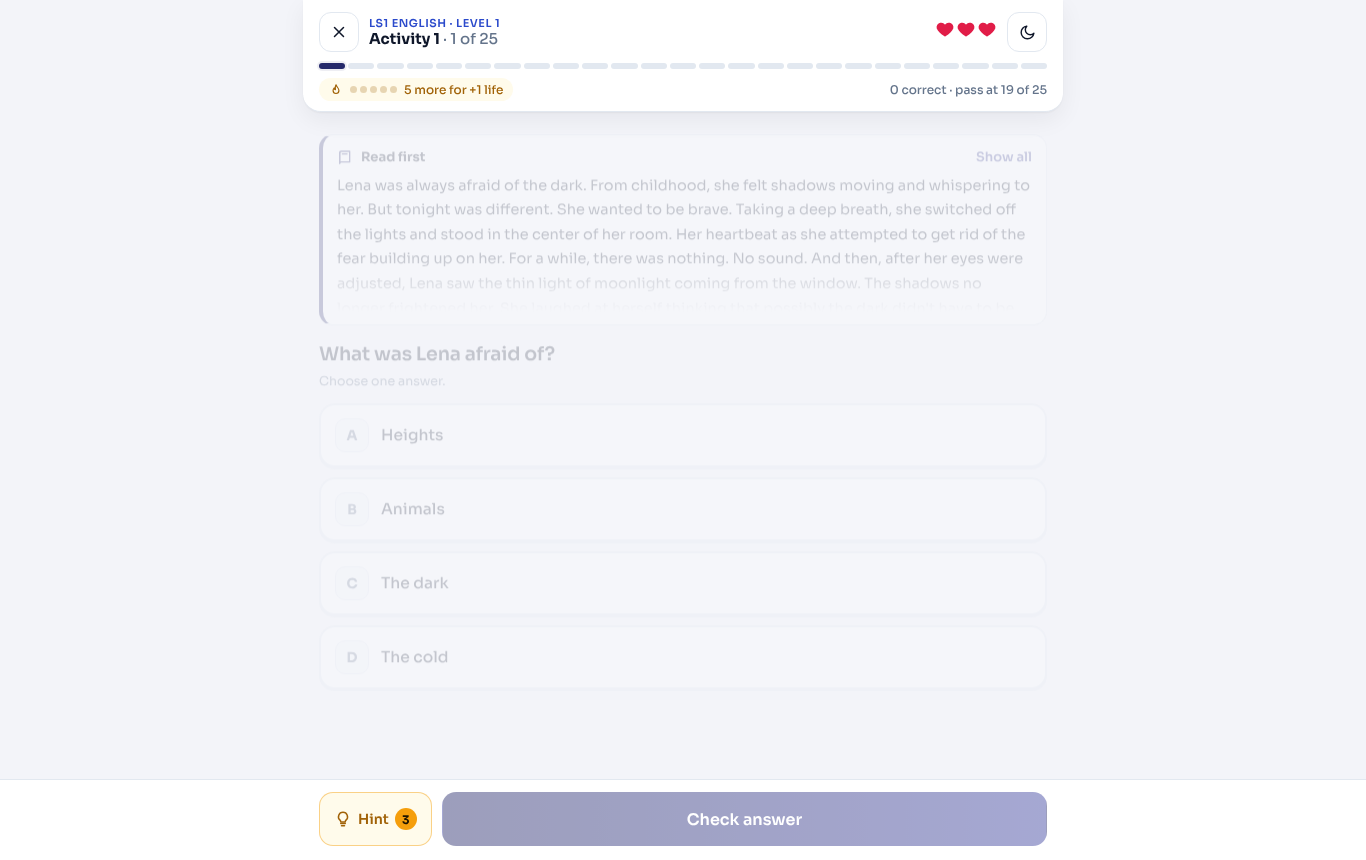 LS1 ENGLISH · LEVEL 1
Activity 1 · 1 of 25
5 more for +1 life
0 correct · pass at 19 of 25
Read first
Show all
Lena was always afraid of the dark. From childhood, she felt shadows moving and whispering to
her. But tonight was different. She wanted to be brave. Taking a deep breath, she switched off
the lights and stood in the center of her room. Her heartbeat as she attempted to get rid of the
fear building up on her. For a while, there was nothing. No sound. And then, after her eyes were
adjusted, Lena saw the thin light of moonlight coming from the window. The shadows no
What was Lena afraid of?
Choose one answer.
A Heights
B Animals
C The dark
D The cold
Hint 3
Check answer